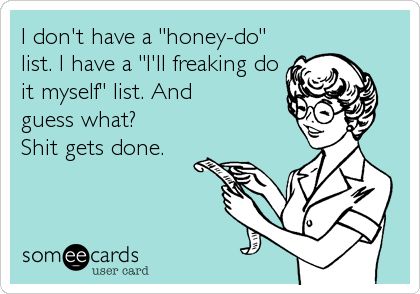 I don't have a "honey-do"
list. I have a "I'll freaking do
it myself" list. And
guess what?
Shit gets done.
someecards
user card